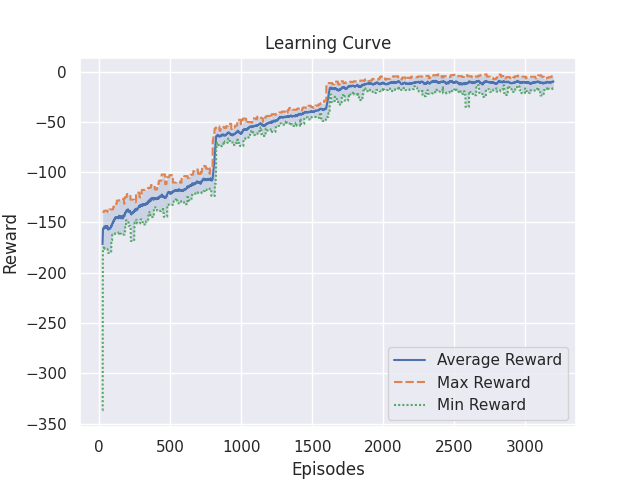 Learning Curve
0
−50
−100
−150
−200
−250
−300
−350
Reward
Average Reward
Max Reward
Min Reward
0 500 1000 1500 2000 2500 3000
Episodes